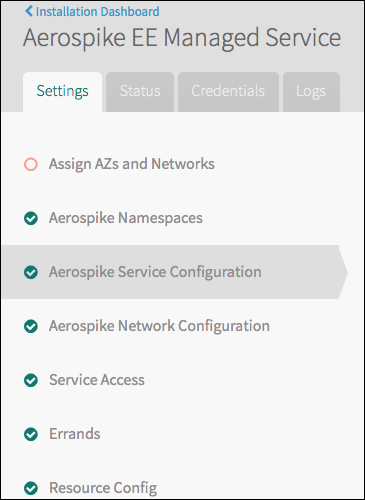 Installation Dashboard
Aerospike EE Managed Service
Settings Status Credentials Logs
Assign AZs and Networks
Aerospike Namespaces
Aerospike Service Configuration
Aerospike Network Configuration
Service Access
Errands
Resource Config